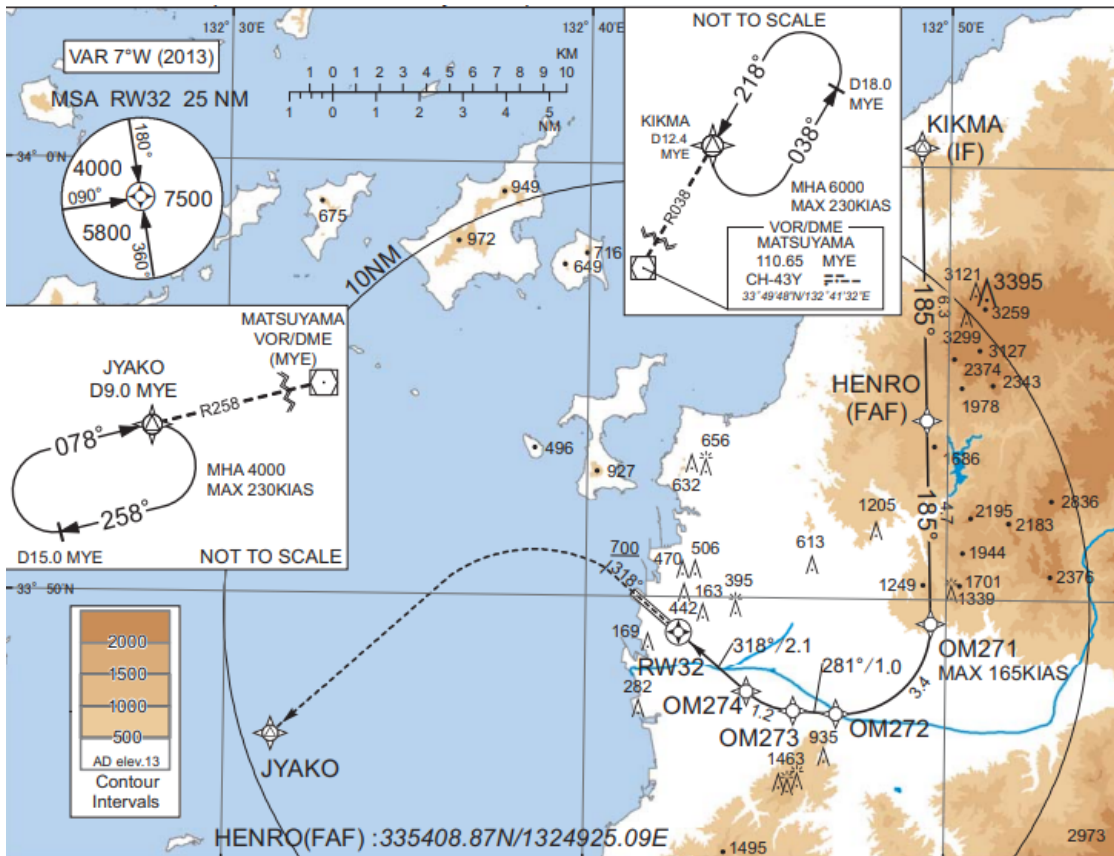 132° 30'E
132° 40'E
132° 50'E
34° 0'N
33° 50'N
VAR 7°W (2013)
MSA RW32 25 NM
180°
4000
7500
090°
5800
360°
KM
1 0 1 2 3 4 5 6 7 8 9 10
1 0 1 2 3 4 5
NM
NOT TO SCALE
218°
038°
D18.0
MYE
KIKMA
D12.4
MYE
R038
MHA 6000
MAX 230KIAS
VOR/DME
MATSUYAMA
110.65 MYE
CH-43Y
33°49'48"N/132°41'32"E
KIKMA
(IF)
675
949
972
716
649
10NM
3121
3395
3259
6.3
185°
3299
3127
2374
2343
1978
HENRO
(FAF)
MATSUYAMA
VOR/DME
(MYE)
JYAKO
D9.0 MYE
R258
078°
MHA 4000
MAX 230KIAS
258°
D15.0 MYE
NOT TO SCALE
496
927
656
632
1686
185°
4.7
2836
1205
2195
2183
1944
613
700
318°
470
506
163
395
442
1249
1701
1339
2376
169
RW32
318°/2.1
281°/1.0
OM271
MAX 165KIAS
3.4
282
OM274
1.2
OM273
OM272
935
1463
JYAKO
2000
1500
1000
500
AD elev.13
Contour
Intervals
HENRO(FAF) :335408.87N/1324925.09E
1495
2973